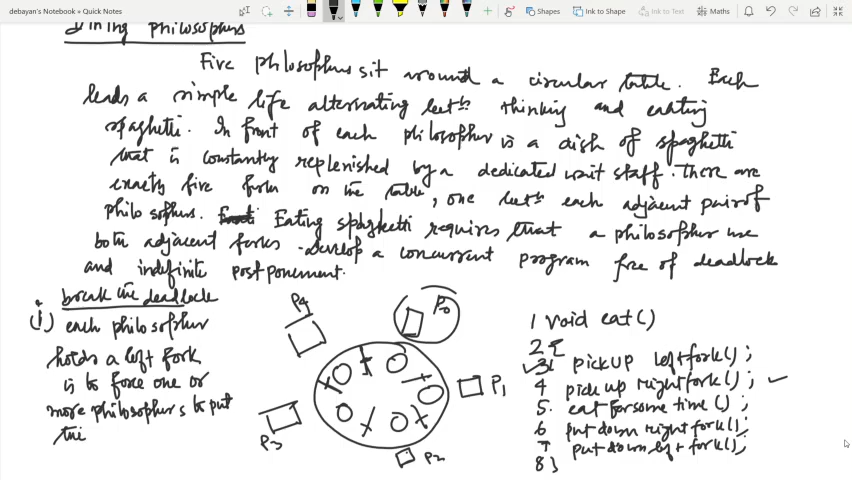 debayan's Notebook » Quick Notes
Shapes
Ink to Shape
Ink to Text
Maths
Dining Philosophers
Five philosophers sit around a circular table. Each
leads a simple life alternating betn thinking and eating
spaghetti. In front of each philosopher is a dish of spaghetti
that is constantly replenished by a dedicated wait staff. There are
exactly five forks on the table, one betn each adjacent pair of
philosophers. Eating spaghetti requires that a philosopher use
both adjacent forks. Develop a concurrent program free of deadlock
and indefinite postponement.
break the deadlock
(i) each philosopher
holds a left fork
is to force one or
more philosophers to put
P4
P0
P1
P3
P2
1 void eat()
2 {
3 pickup leftfork();
4 pick up rightfork();
5. eat for some time ();
6 put down right fork();
7 put down left fork();
8 }